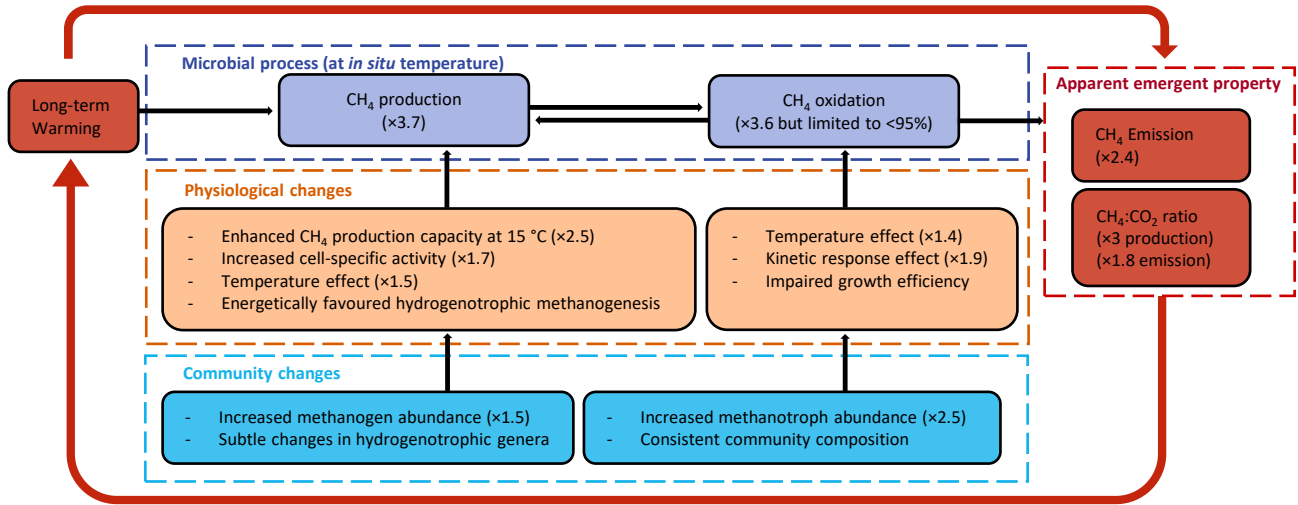 Microbial process (at in situ temperature)
Long-term
Warming
CH₄ production
(×3.7)
CH₄ oxidation
(×3.6 but limited to <95%)
Apparent emergent property
CH₄ Emission
(×2.4)
CH₄:CO₂ ratio
(×3 production)
(×1.8 emission)
Physiological changes
- Enhanced CH₄ production capacity at 15 °C (×2.5)
- Increased cell-specific activity (×1.7)
- Temperature effect (×1.5)
- Energetically favoured hydrogenotrophic methanogenesis
- Temperature effect (×1.4)
- Kinetic response effect (×1.9)
- Impaired growth efficiency
Community changes
- Increased methanogen abundance (×1.5)
- Subtle changes in hydrogenotrophic genera
- Increased methanotroph abundance (×2.5)
- Consistent community composition